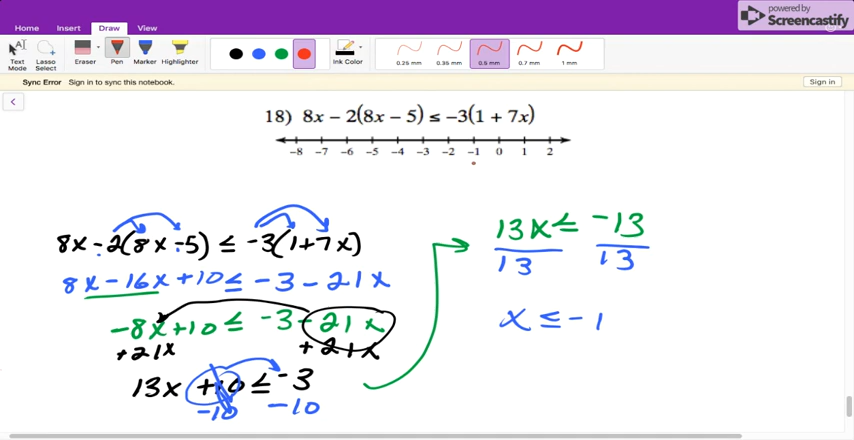 powered by
Screencastify
Home Insert Draw View
Text Mode
Lasso Select
Eraser
Pen
Marker
Highlighter
Ink Color
0.25 mm
0.35 mm
0.5 mm
0.7 mm
1 mm
Sync Error Sign in to sync this notebook.
Sign in
18) 8x − 2(8x − 5) ≤ −3(1 + 7x)
−8 −7 −6 −5 −4 −3 −2 −1 0 1 2
8x -2(8x -5) ≤ -3(1+7x)
8x -16x +10 ≤ -3 -21x
-8x +10 ≤ -3 -21x
+21x +21x
13x +10 ≤ -3
-10 -10
13x ≤ -13
13 13
x ≤ -1